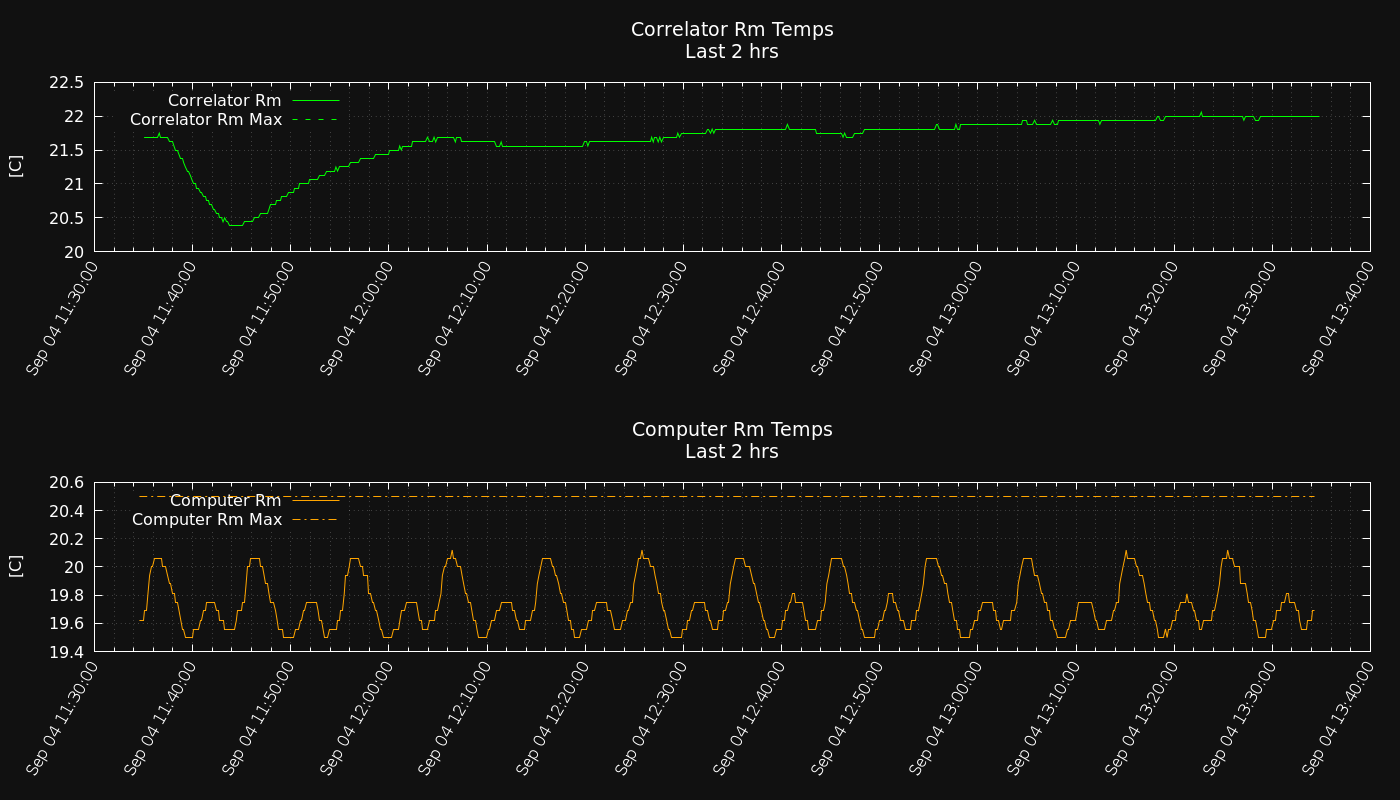 Correlator Rm Temps
Last 2 hrs
22.5
22
21.5
21
20.5
20
[C]
Correlator Rm
Correlator Rm Max
Sep 04 11:30:00
Sep 04 11:40:00
Sep 04 11:50:00
Sep 04 12:00:00
Sep 04 12:10:00
Sep 04 12:20:00
Sep 04 12:30:00
Sep 04 12:40:00
Sep 04 12:50:00
Sep 04 13:00:00
Sep 04 13:10:00
Sep 04 13:20:00
Sep 04 13:30:00
Sep 04 13:40:00
Computer Rm Temps
Last 2 hrs
20.6
20.4
20.2
20
19.8
19.6
19.4
[C]
Computer Rm
Computer Rm Max
Sep 04 11:30:00
Sep 04 11:40:00
Sep 04 11:50:00
Sep 04 12:00:00
Sep 04 12:10:00
Sep 04 12:20:00
Sep 04 12:30:00
Sep 04 12:40:00
Sep 04 12:50:00
Sep 04 13:00:00
Sep 04 13:10:00
Sep 04 13:20:00
Sep 04 13:30:00
Sep 04 13:40:00